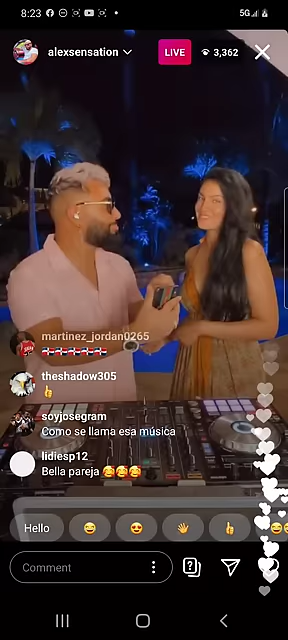 8:23
5G
alexsensation
LIVE
3,362
martinez_jordan0265
🇩🇴🇩🇴🇩🇴🇩🇴🇩🇴
theshadow305
👍
soyjosegram
Como se llama esa música
lidiesp12
Bella pareja 🥰🥰🥰
Hello 😂 😍 👋 👍 😂
Comment